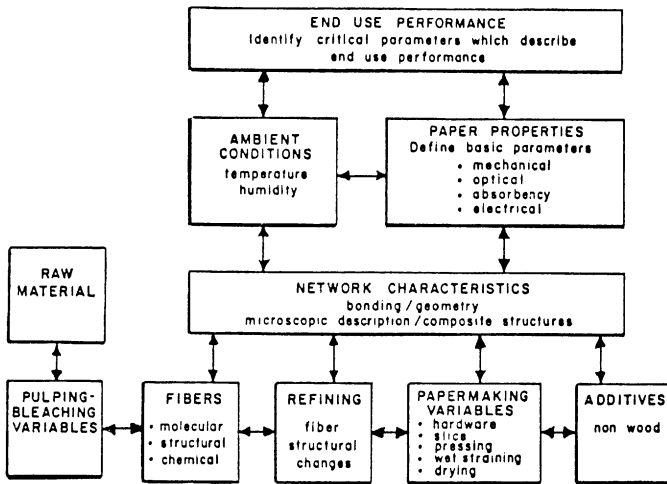 END USE PERFORMANCE
Identify critical parameters which describe
end use performance
AMBIENT
CONDITIONS
temperature
humidity
PAPER PROPERTIES
Define basic parameters
• mechanical
• optical
• absorbency
• electrical
RAW
MATERIAL
NETWORK CHARACTERISTICS
bonding / geometry
microscopic description/composite structures
PULPING-
BLEACHING
VARIABLES
FIBERS
• molecular
• structural
• chemical
REFINING
fiber
structural
changes
PAPERMAKING
VARIABLES
• hardware
• slice
• pressing
• wet straining
• drying
ADDITIVES
non wood